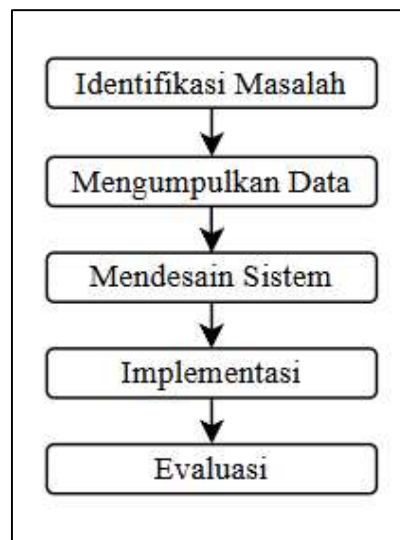 Identifikasi Masalah
Mengumpulkan Data
Mendesain Sistem
Implementasi
Evaluasi